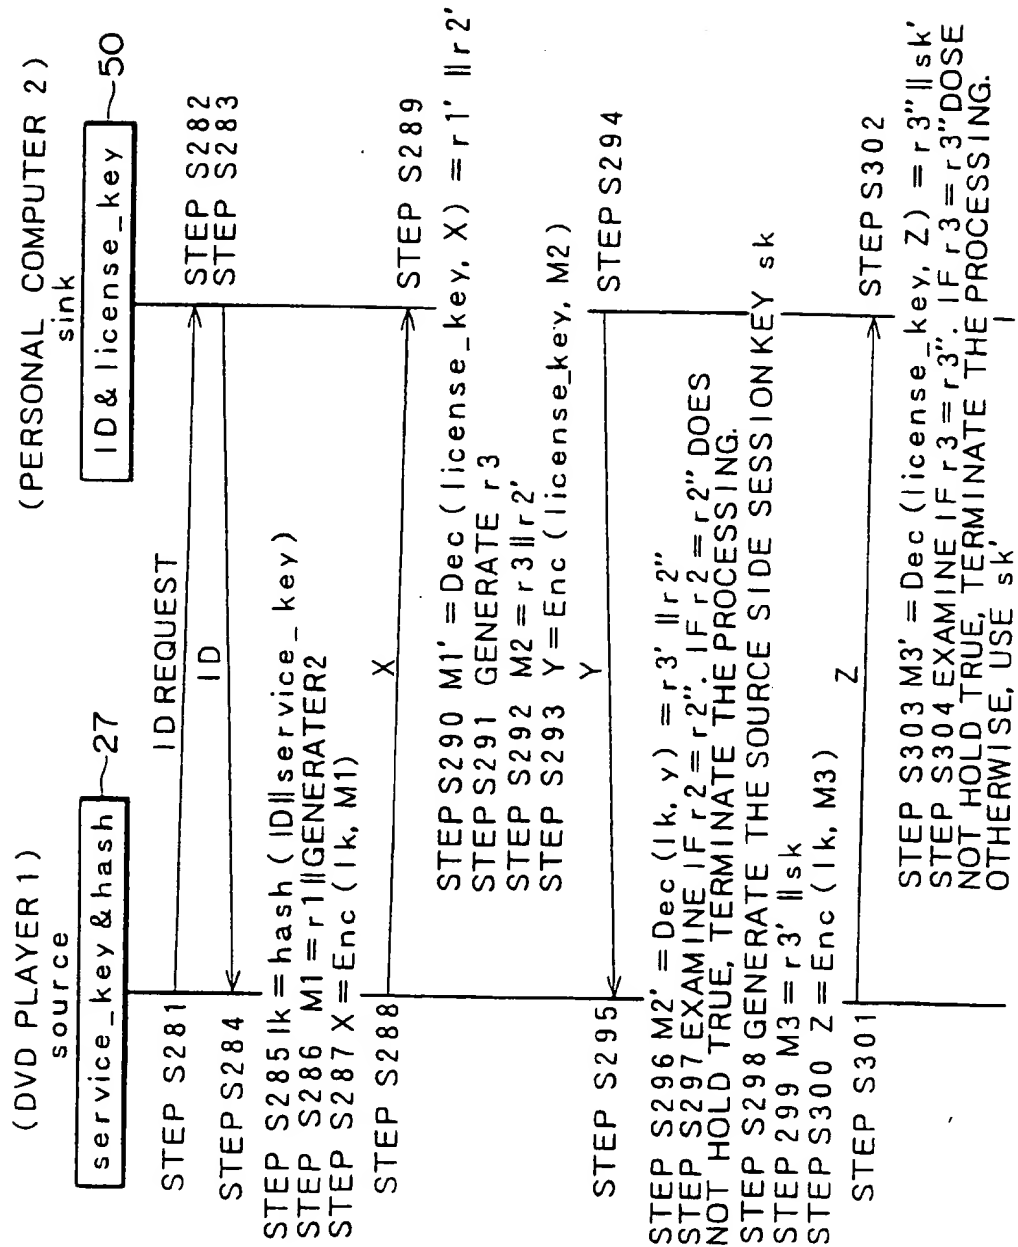 (DVD PLAYER 1)
source
service_key & hash
27
(PERSONAL COMPUTER 2)
sink
ID & license_key
50
STEP S281
ID REQUEST
STEP S282
STEP S283
ID
STEP S284
STEP S285 lk = hash ( ID || service_key)
STEP S286 M1 = r1 || GENERATER2
STEP S287 X = Enc ( lk, M1)
STEP S288
X
STEP S289
STEP S290 M1' = Dec ( license_key, X) = r1' || r2'
STEP S291 GENERATE r3
STEP S292 M2 = r3 || r2'
STEP S293 Y = Enc ( license_key, M2)
STEP S294
Y
STEP S295
STEP S296 M2' = Dec ( lk, y) = r3' || r2"
STEP S297 EXAMINE IF r2 = r2". IF r2 = r2" DOES
NOT HOLD TRUE, TERMINATE THE PROCESSING.
STEP S298 GENERATE THE SOURCE SIDE SESSION KEY sk
STEP 299 M3 = r3' || sk
STEP S300 Z = Enc ( lk, M3)
STEP S301
Z
STEP S302
STEP S303 M3' = Dec ( license_key, Z) = r3" || sk'
STEP S304 EXAMINE IF r3 = r3". IF r3 = r3" DOSE
NOT HOLD TRUE, TERMINATE THE PROCESSING.
OTHERWISE, USE sk'